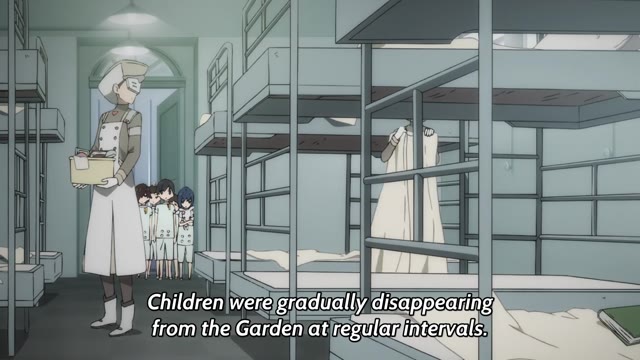 Children were gradually disappearing
from the Garden at regular intervals.